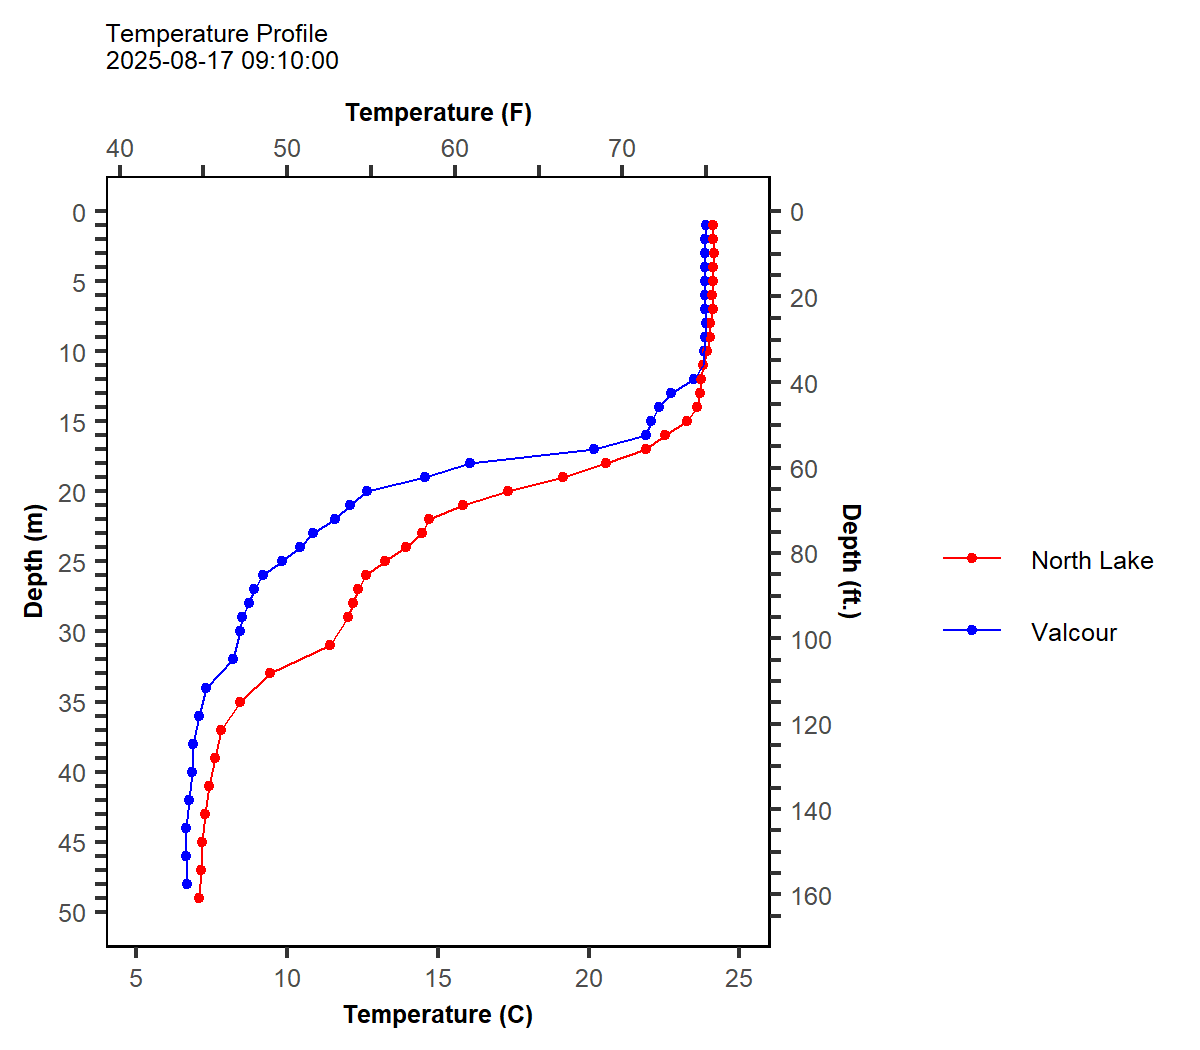 Temperature Profile
2025-08-17 09:10:00
Temperature (F)
40 50 60 70
0
5
10
15
20
25
30
35
40
45
50
Depth (m)
0
20
40
60
80
100
120
140
160
Depth (ft.)
North Lake
Valcour
5 10 15 20 25
Temperature (C)